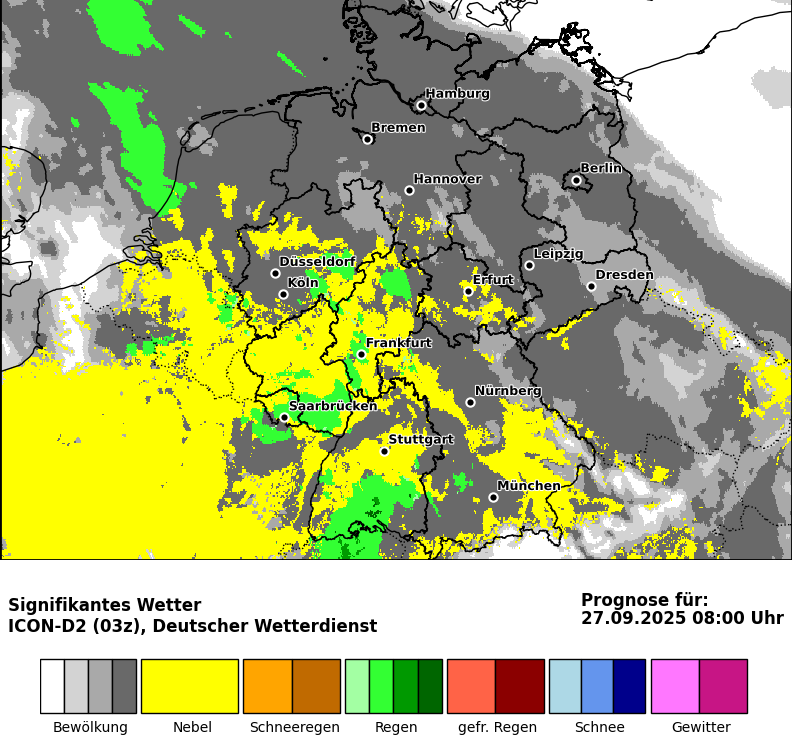 Hamburg
Bremen
Berlin
Hannover
Leipzig
Düsseldorf
Dresden
Köln
Erfurt
Frankfurt
Nürnberg
Saarbrücken
Stuttgart
München
Signifikantes Wetter
ICON-D2 (03z), Deutscher Wetterdienst
Prognose für:
27.09.2025 08:00 Uhr
Bewölkung Nebel Schneeregen Regen gefr. Regen Schnee Gewitter